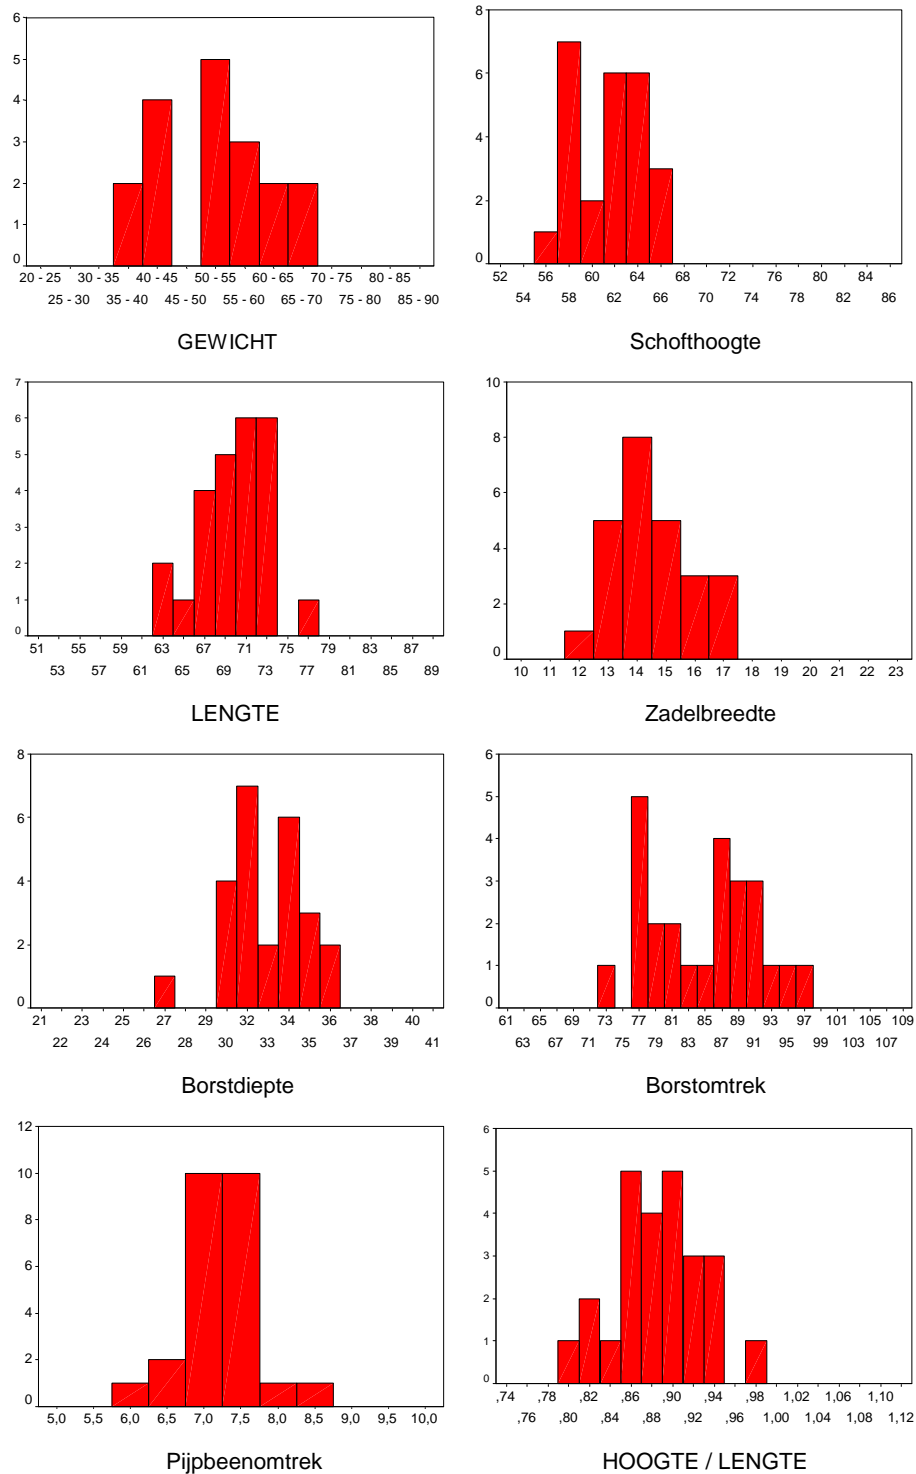 6
5
4
3
2
1
0
20 - 25 30 - 35 40 - 45 50 - 55 60 - 65 70 - 75 80 - 85
25 - 30 35 - 40 45 - 50 55 - 60 65 - 70 75 - 80 85 - 90
GEWICHT
8
6
4
2
0
52 56 60 64 68 72 76 80 84
54 58 62 66 70 74 78 82 86
Schofthoogte
7
6
5
4
3
2
1
0
51 55 59 63 67 71 75 79 83 87
53 57 61 65 69 73 77 81 85 89
LENGTE
10
8
6
4
2
0
10 11 12 13 14 15 16 17 18 19 20 21 22 23
Zadelbreedte
8
6
4
2
0
21 23 25 27 29 32 34 36 38 40
22 24 26 28 30 33 35 37 39 41
Borstdiepte
6
5
4
3
2
1
0
61 65 69 73 77 81 85 89 93 97 101 105 109
63 67 71 75 79 83 87 91 95 99 103 107
Borstomtrek
12
10
8
6
4
2
0
5,0 5,5 6,0 6,5 7,0 7,5 8,0 8,5 9,0 9,5 10,0
Pijpbeenomtrek
6
5
4
3
2
1
0
,74 ,78 ,82 ,86 ,90 ,94 ,98 1,02 1,06 1,10
,76 ,80 ,84 ,88 ,92 ,96 1,00 1,04 1,08 1,12
HOOGTE / LENGTE